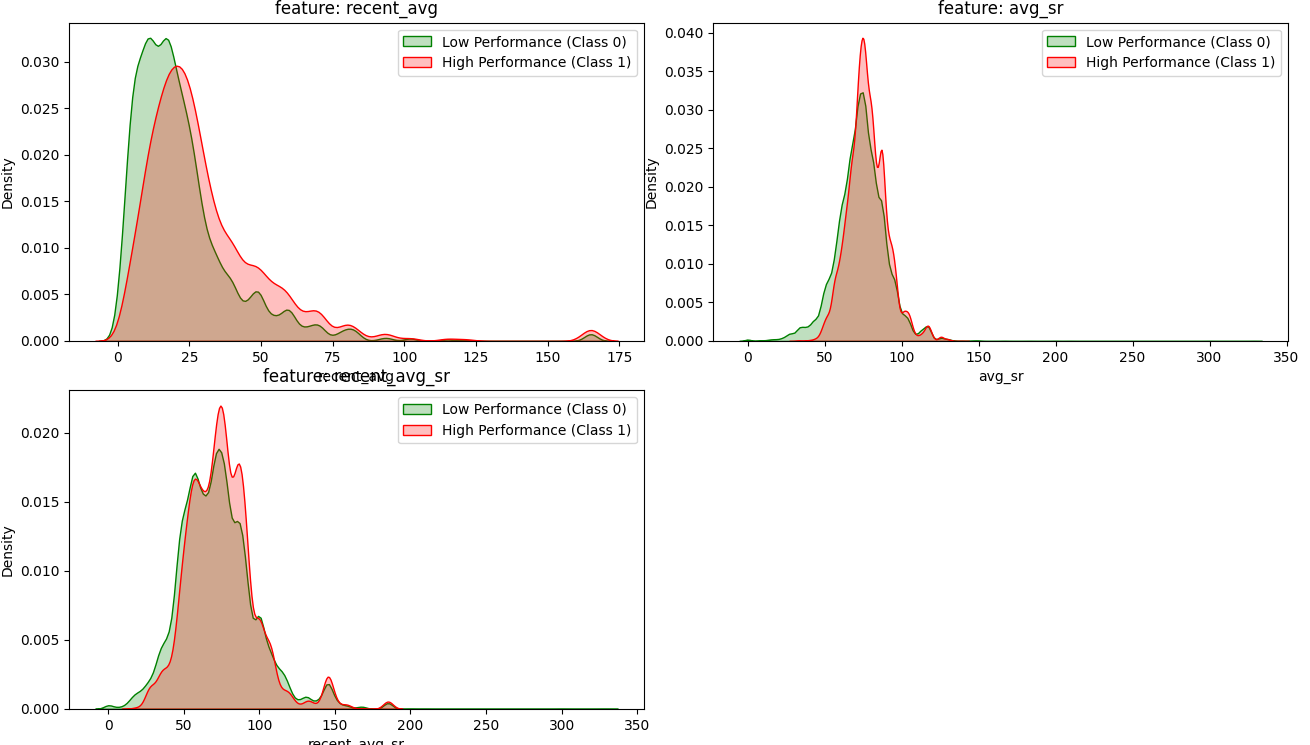 feature: recent_avg
Low Performance (Class 0)
High Performance (Class 1)
Density
0.030
0.025
0.020
0.015
0.010
0.005
0.000
0 25 50 75 100 125 150 175
recent_avg
feature: avg_sr
Low Performance (Class 0)
High Performance (Class 1)
Density
0.040
0.035
0.030
0.025
0.020
0.015
0.010
0.005
0.000
0 50 100 150 200 250 300 350
avg_sr
feature: recent_avg_sr
Low Performance (Class 0)
High Performance (Class 1)
Density
0.020
0.015
0.010
0.005
0.000
0 50 100 150 200 250 300 350
recent_avg_sr